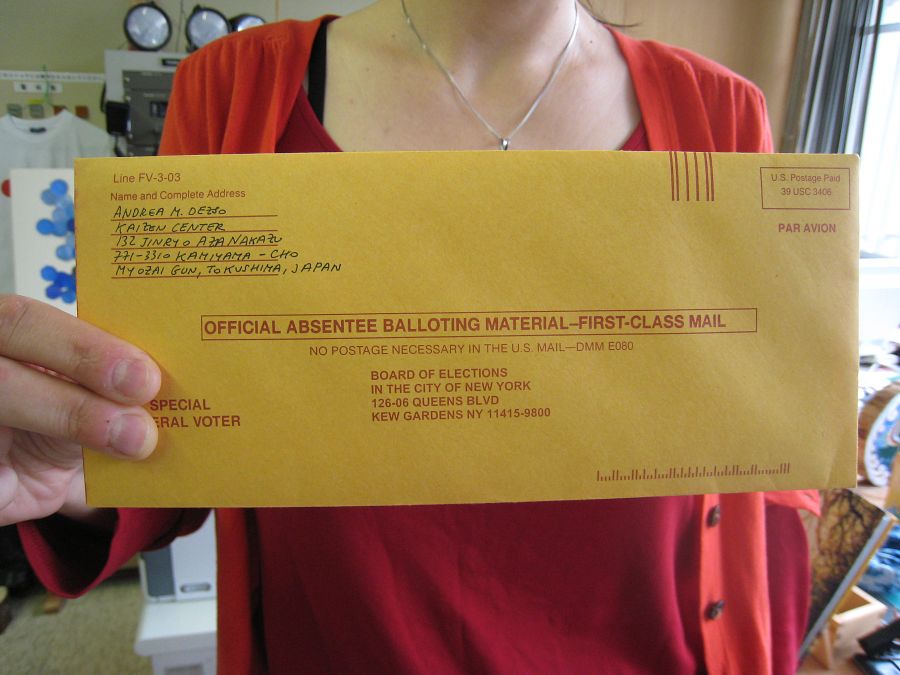 Line FV-3-03
Name and Complete Address
ANDREA M. DEZSO
KAIZEN CENTER
132 JINRYO AZA NAKAZU
771-3310 KAMIYAMA-CHO
MYOZAI GUN, TOKUSHIMA, JAPAN
U.S. Postage Paid
39 USC 3406
PAR AVION
OFFICIAL ABSENTEE BALLOTING MATERIAL–FIRST-CLASS MAIL
NO POSTAGE NECESSARY IN THE U.S. MAIL—DMM E080
BOARD OF ELECTIONS
IN THE CITY OF NEW YORK
126-06 QUEENS BLVD
KEW GARDENS NY 11415-9800
SPECIAL
ERAL VOTER